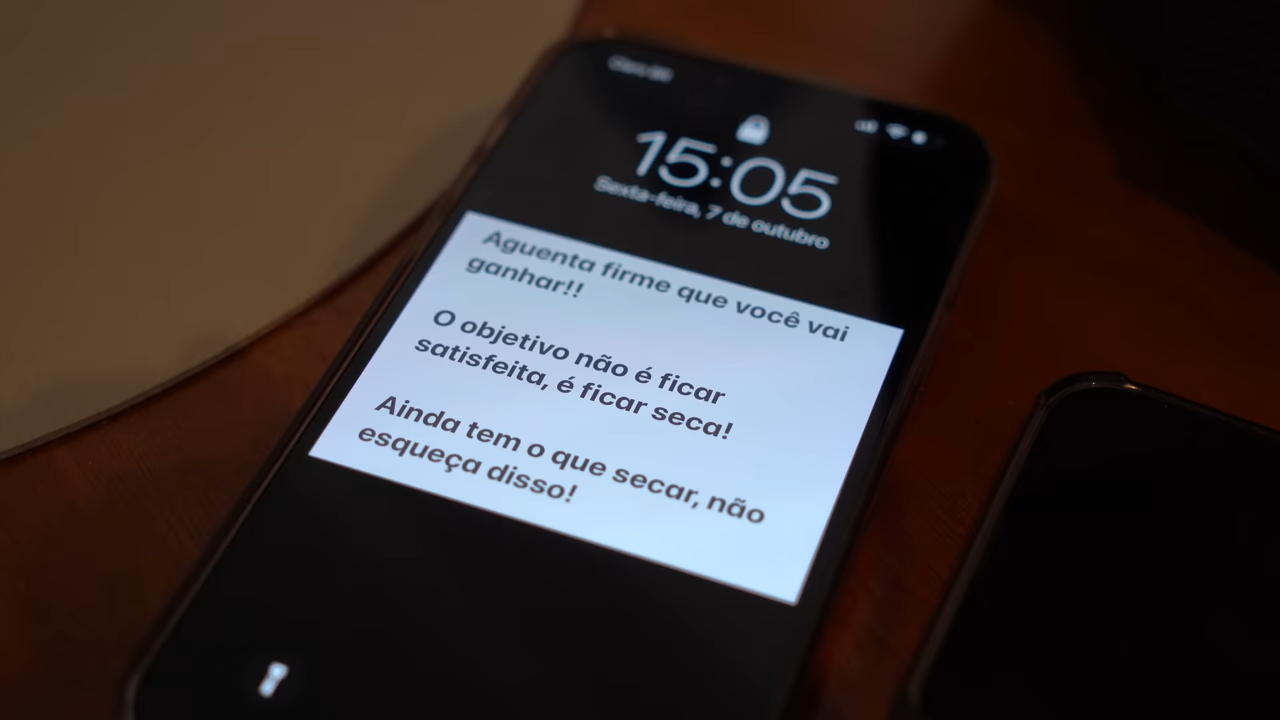 15:05
Sexta-feira, 7 de outubro
Aguenta firme que você vai
ganhar!!
O objetivo não é ficar
satisfeita, é ficar seca!
Ainda tem o que secar, não
esqueça disso!